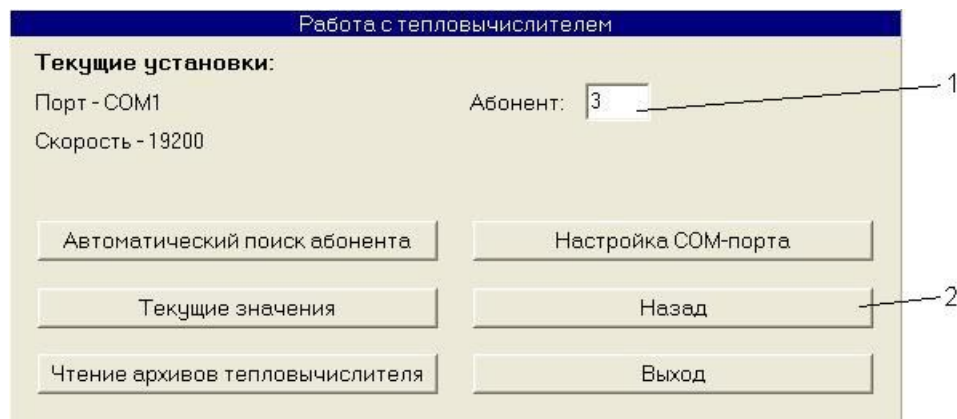 Работа с тепловычислителем
Текущие установки:
Порт - COM1
Абонент: 3
1
Скорость - 19200
Автоматический поиск абонента
Настройка COM-порта
Текущие значения
Назад
2
Чтение архивов тепловычислителя
Выход